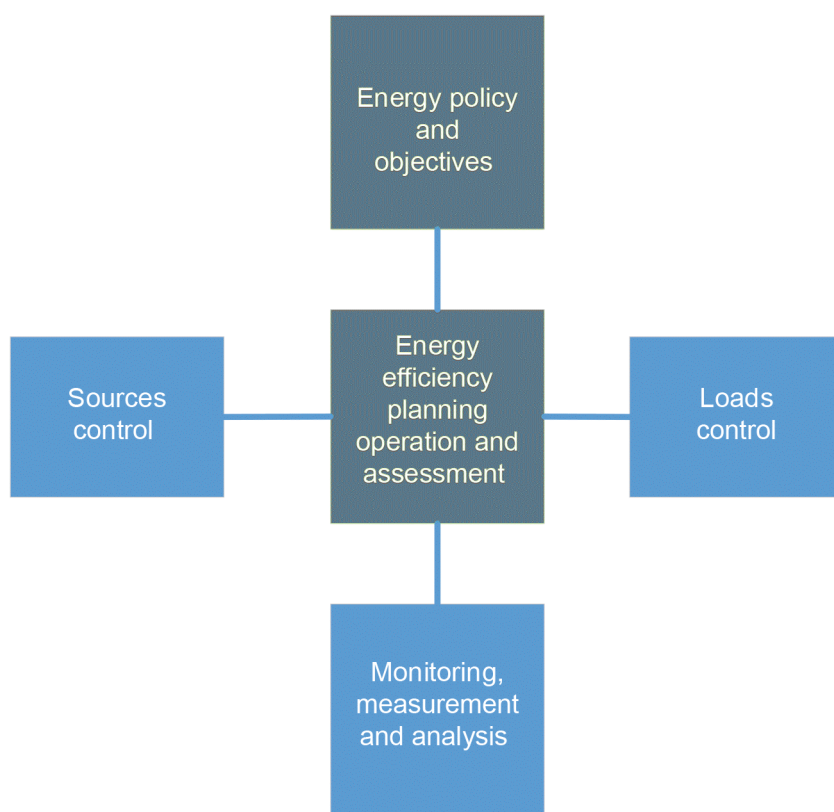 Energy policy
and
objectives
Sources
control
Energy
efficiency
planning
operation and
assessment
Loads
control
Monitoring,
measurement
and analysis